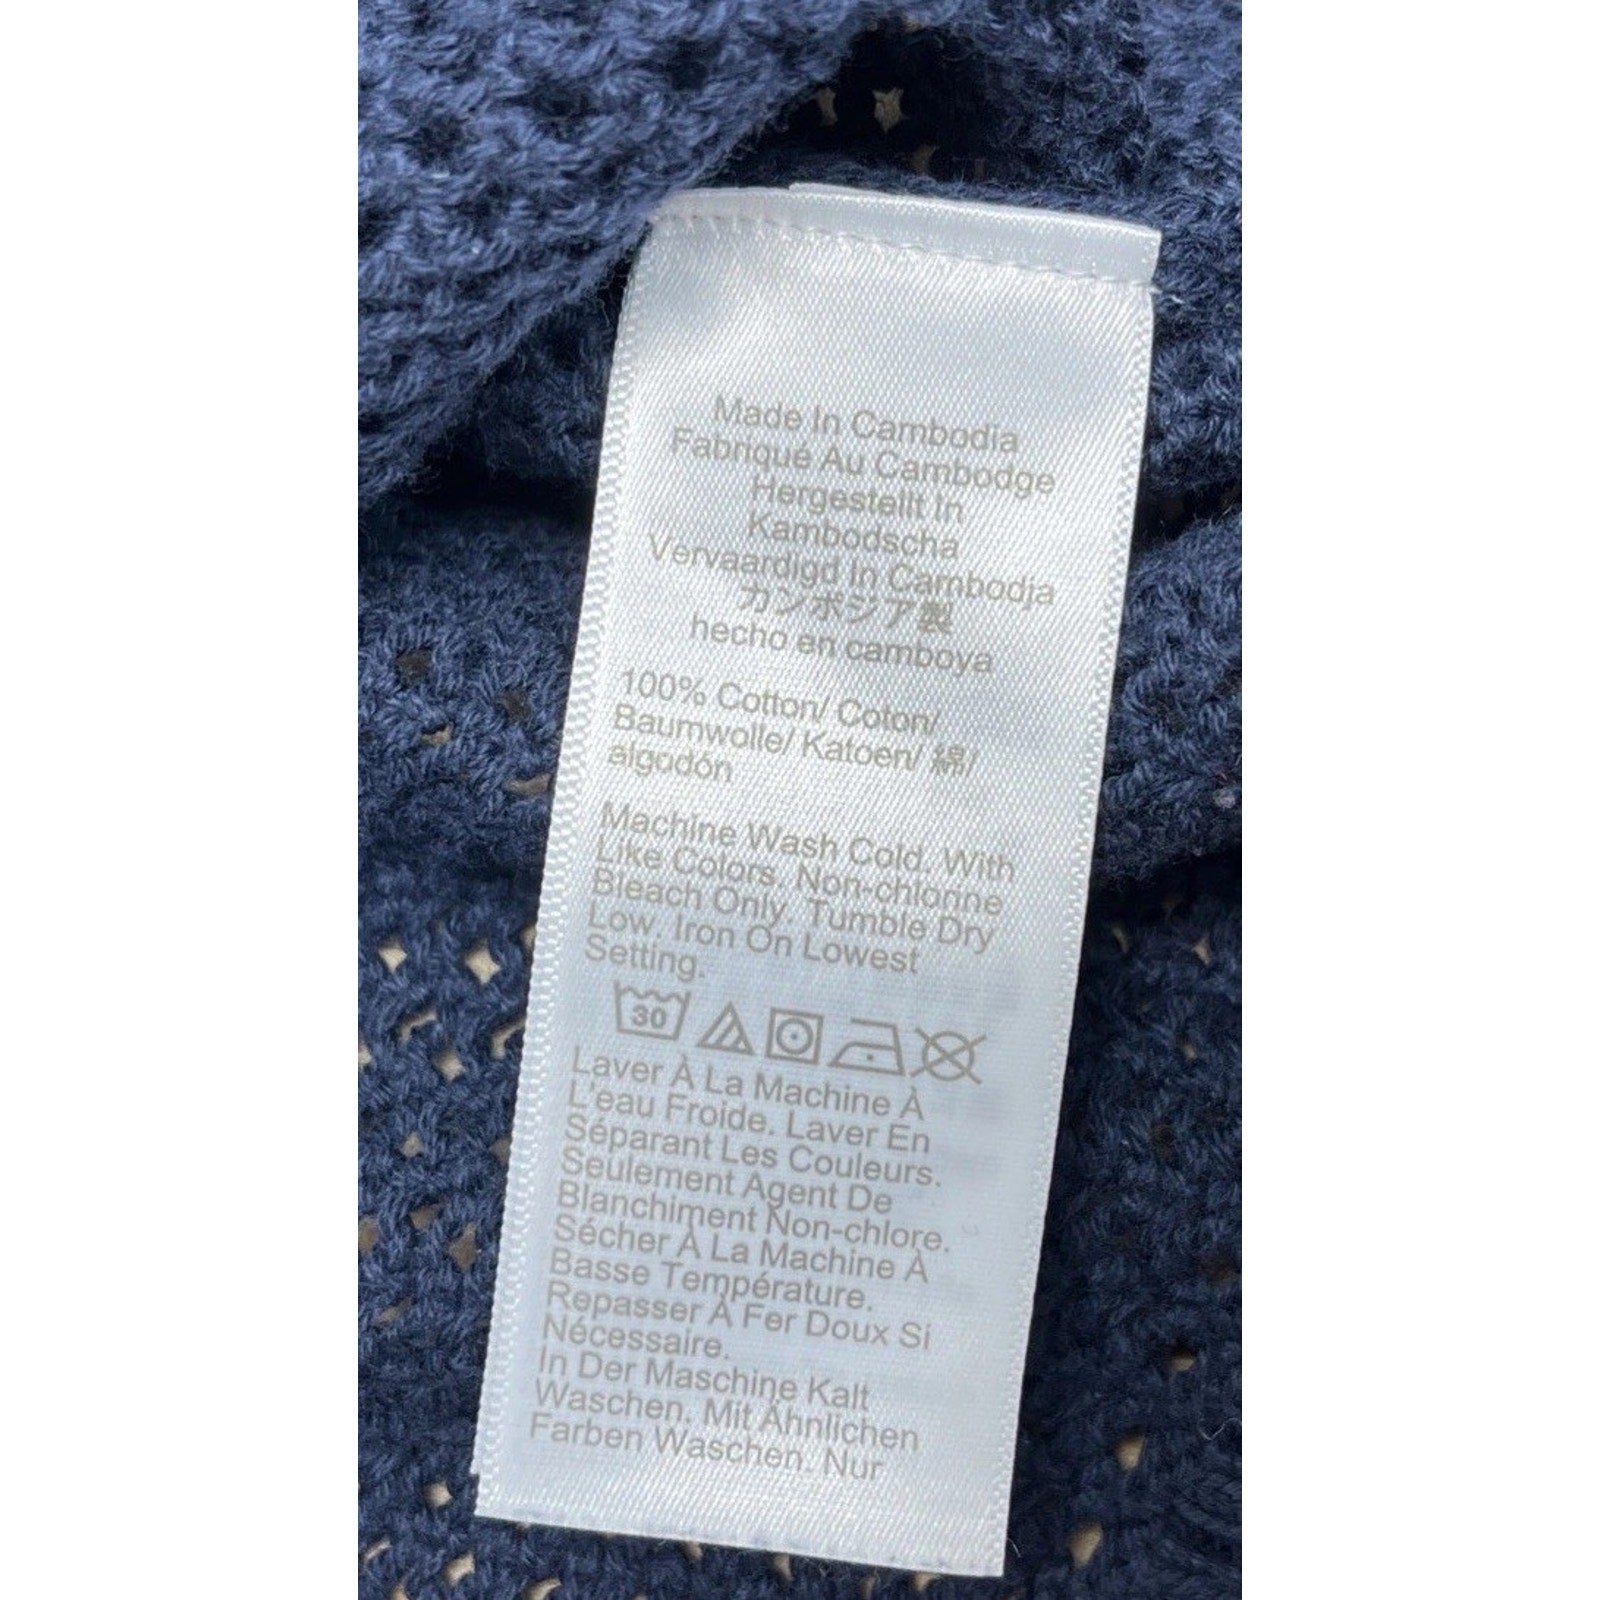 Made In Cambodia
Fabriqué Au Cambodge
Hergestellt In
Kambodscha
Vervaardigd In Cambodja
カンボジア製
hecho en camboya
100% Cotton/ Coton/
Baumwolle/ Katoen/ 綿/
algodón
Machine Wash Cold. With
Like Colors. Non-chlorine
Bleach Only. Tumble Dry
Low. Iron On Lowest
Setting.
30
Laver À La Machine À
L'eau Froide. Laver En
Séparant Les Couleurs.
Seulement Agent De
Blanchiment Non-chlore.
Sécher À La Machine À
Basse Température.
Repasser À Fer Doux Si
Nécessaire.
In Der Maschine Kalt
Waschen. Mit Ähnlichen
Farben Waschen. Nur